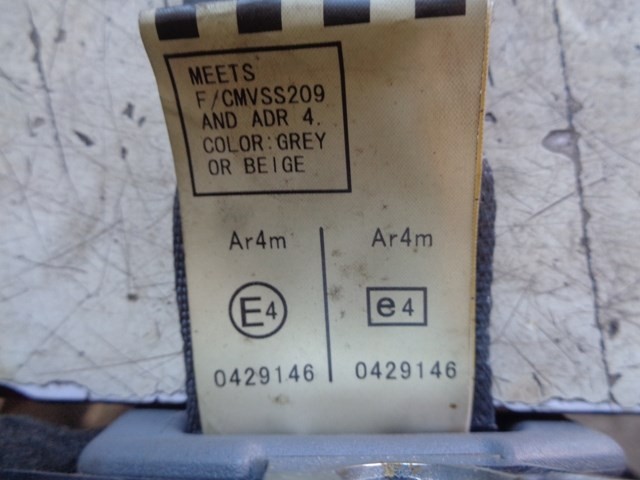 MEETS
F/CMVSS209
AND ADR 4.
COLOR:GREY
OR BEIGE
Ar4m Ar4m
E4 e4
0429146 0429146